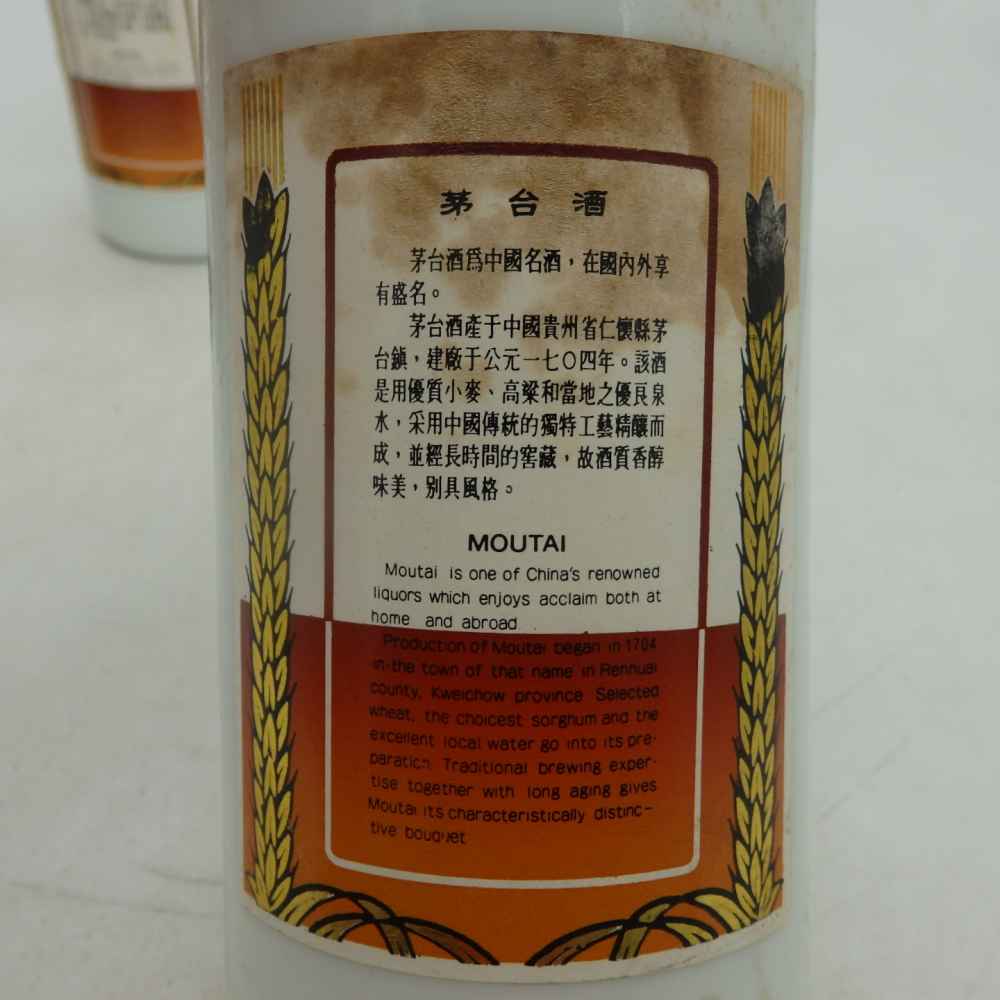 茅台酒
茅台酒爲中國名酒，在國內外享
有盛名。
茅台酒產于中國貴州省仁懷縣茅
台鎮，建廠于公元一七〇四年。該酒
是用優質小麥、高粱和當地之優良泉
水，采用中國傳統的獨特工藝精釀而
成，並經長時間的窖藏，故酒質香醇
味美，別具風格。
MOUTAI
Moutai is one of China's renowned
liquors which enjoys acclaim both at
home and abroad.
Production of Moutai began in 1704
in the town of that name in Renhuai
county, Kweichow province. Selected
wheat, the choicest sorghum and the
excellent local water go into its pre-
paration. Traditional brewing exper-
tise together with long aging gives
Moutai its characteristically distinc-
tive bouquet